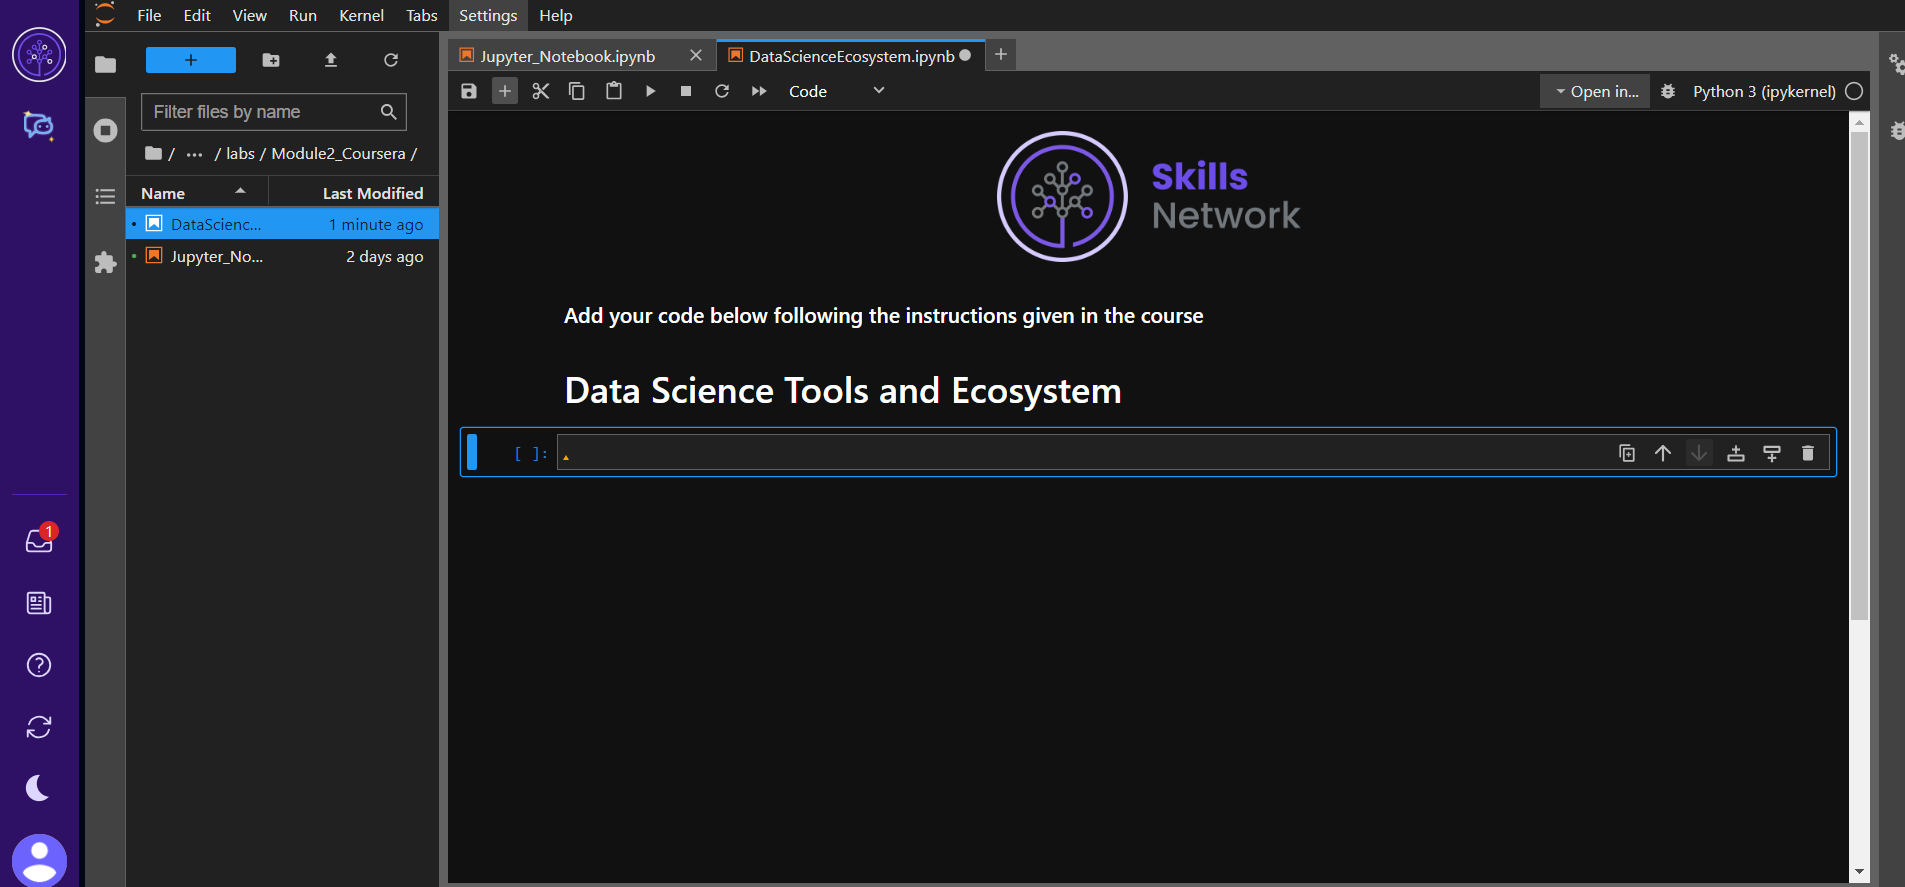 File Edit View Run Kernel Tabs Settings Help
Filter files by name
/ ... / labs / Module2_Coursera /
Name Last Modified
DataScienc... 1 minute ago
Jupyter_No... 2 days ago
1
Jupyter_Notebook.ipynb DataScienceEcosystem.ipynb
Code Open in... Python 3 (ipykernel)
Skills
Network
Add your code below following the instructions given in the course
Data Science Tools and Ecosystem
[ ]: